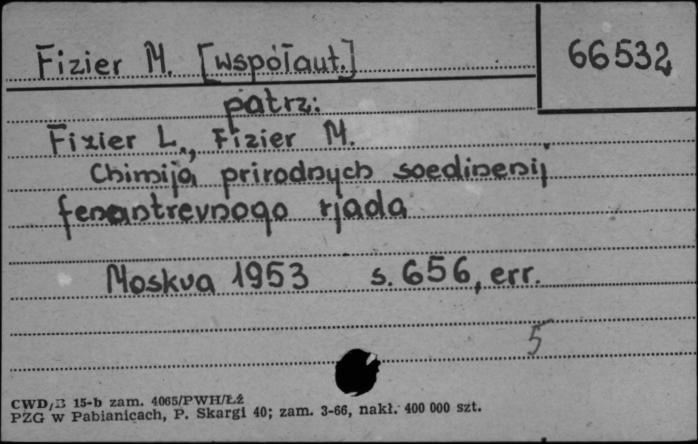 Fizier M. [współaut.]
66532
patrz:
Fizier L., Fizier M.
Chimija prirodnych soedinenij
fenantrevnogo rjada
Moskva 1953 s. 656, err.
5
CWD/B 15-b zam. 4065/PWH/Łż
PZG w Pabianicach, P. Skargi 40; zam. 3-66, nakł. 400 000 szt.